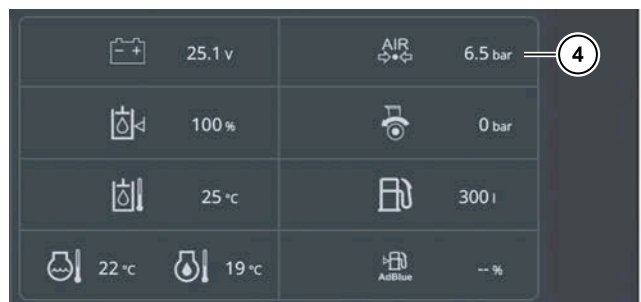 - +
25.1 v
AIR
6.5 bar
4
100 %
0 bar
25 °C
300 l
22 °C
19 °C
AdBlue
-- %